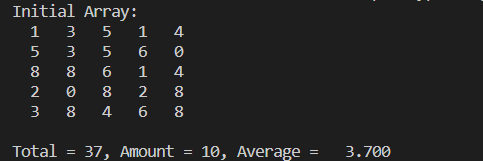 Initial Array:
1 3 5 1 4
5 3 5 6 0
8 8 6 1 4
2 0 8 2 8
3 8 4 6 8
Total = 37, Amount = 10, Average = 3.700